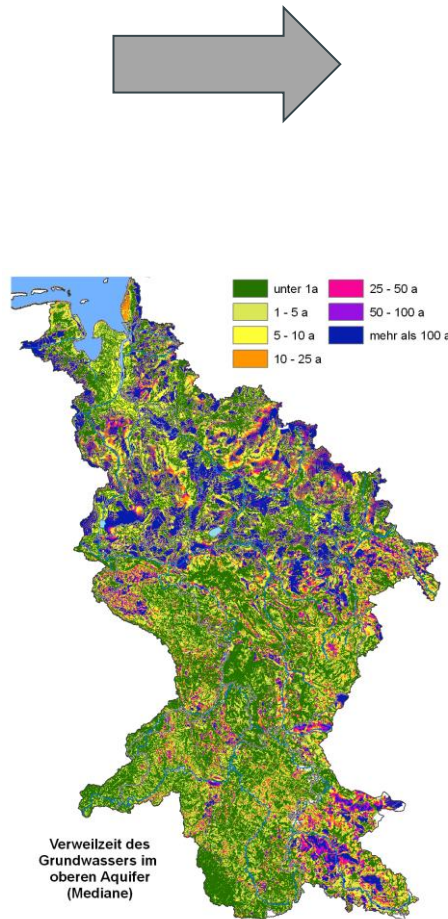 unter 1a
1 - 5 a
5 - 10 a
10 - 25 a
25 - 50 a
50 - 100 a
mehr als 100 a
Verweilzeit des
Grundwassers im
oberen Aquifer
(Mediane)